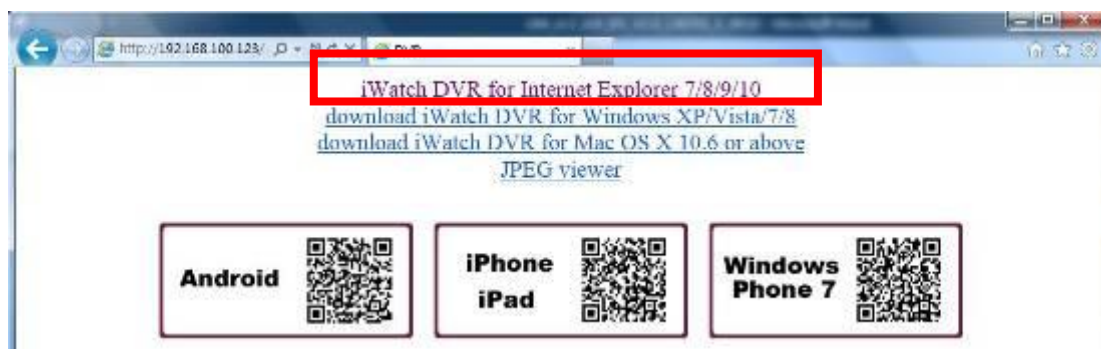 http://192.168.100.123/
iWatch DVR for Internet Explorer 7/8/9/10
download iWatch DVR for Windows XP/Vista/7/8
download iWatch DVR for Mac OS X 10.6 or above
JPEG viewer
Android
iPhone
iPad
Windows
Phone 7